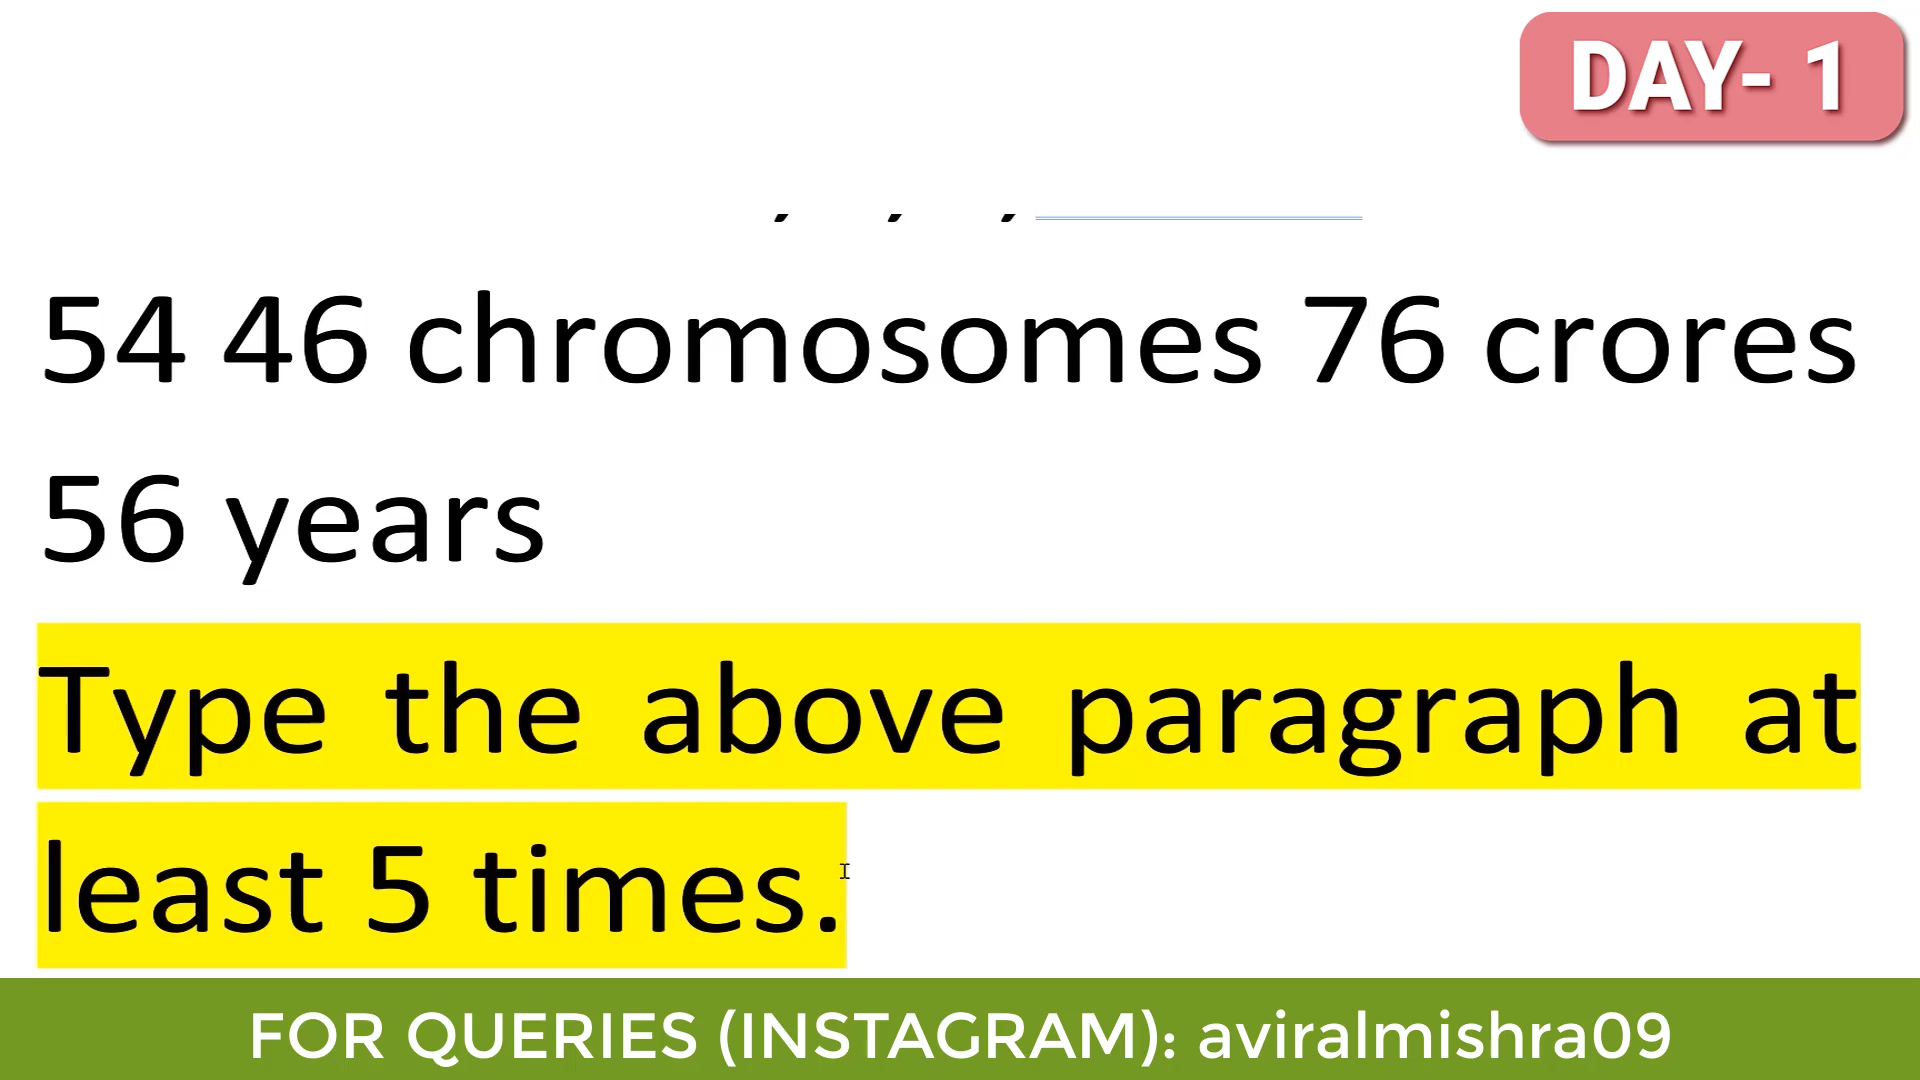 DAY- 1
54 46 chromosomes 76 crores
56 years
Type the above paragraph at
least 5 times.
FOR QUERIES (INSTAGRAM): aviralmishra09